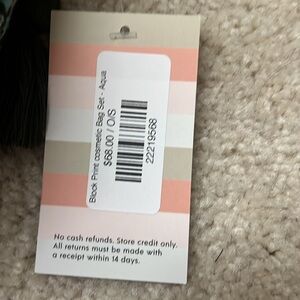 Block Print cosmetic Bag Set - Aqua
$68.00 / O/S
22219568
No cash refunds. Store credit only.
All returns must be made with
a receipt within 14 days.